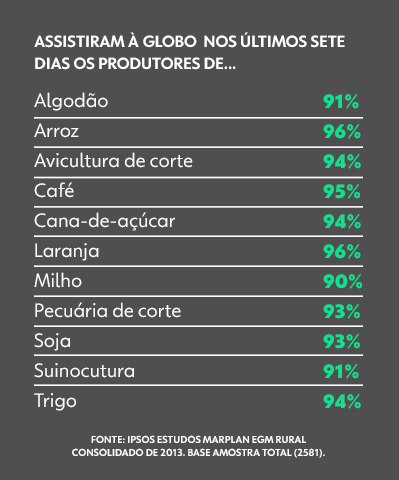 ASSISTIRAM À GLOBO NOS ÚLTIMOS SETE
DIAS OS PRODUTORES DE...
Algodão 91%
Arroz 96%
Avicultura de corte 94%
Café 95%
Cana-de-açúcar 94%
Laranja 96%
Milho 90%
Pecuária de corte 93%
Soja 93%
Suinocutura 91%
Trigo 94%
FONTE: IPSOS ESTUDOS MARPLAN EGM RURAL
CONSOLIDADO DE 2013. BASE AMOSTRA TOTAL (2581).